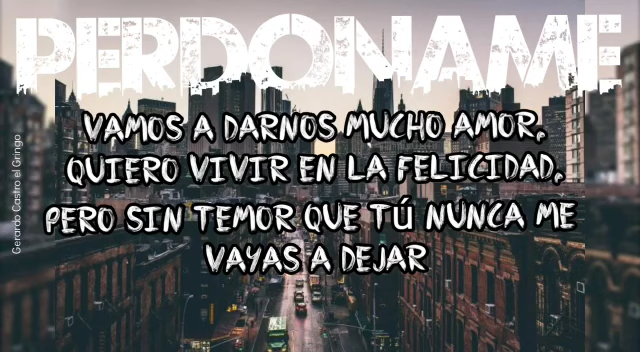 PERDONAME
VAMOS A DARNOS MUCHO AMOR,
QUIERO VIVIR EN LA FELICIDAD,
PERO SIN TEMOR QUE TÚ NUNCA ME
VAYAS A DEJAR
Gerardo Castro el Gringo